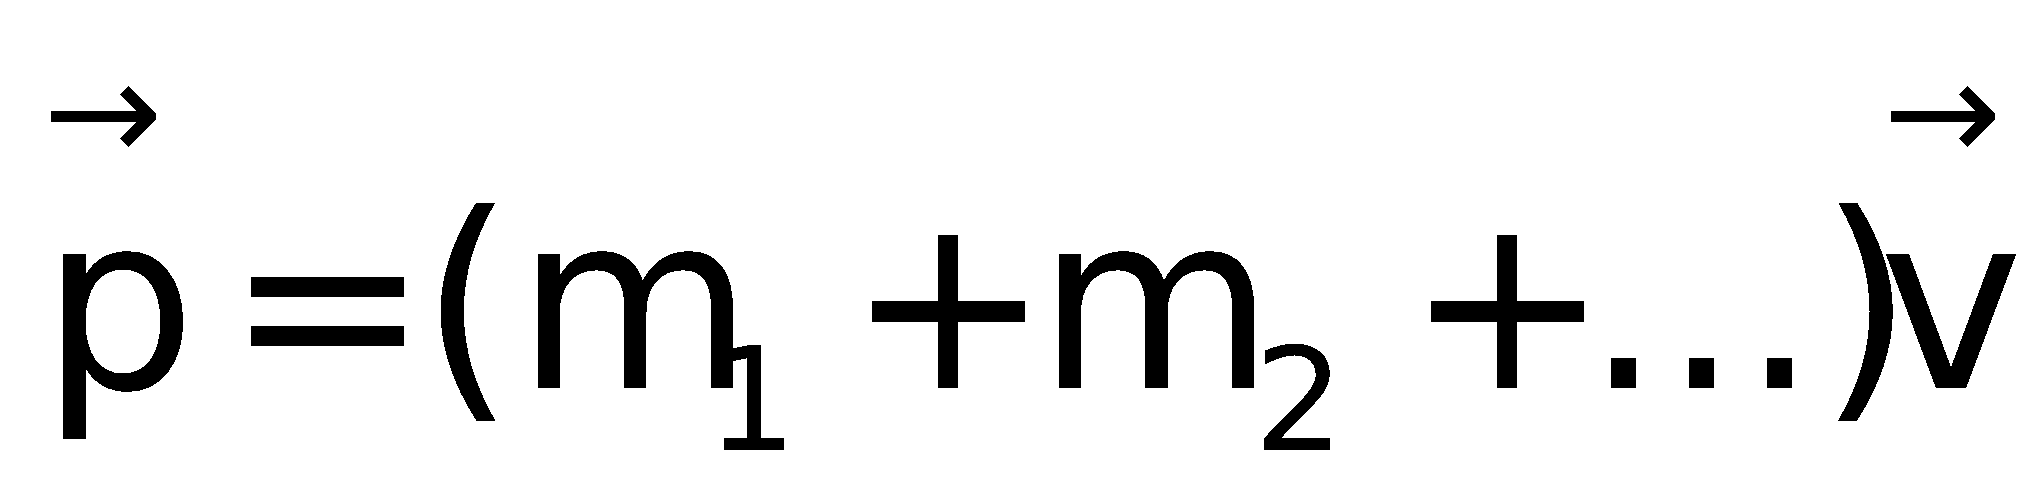 p⃗ = (m₁ + m₂ + ...)v⃗